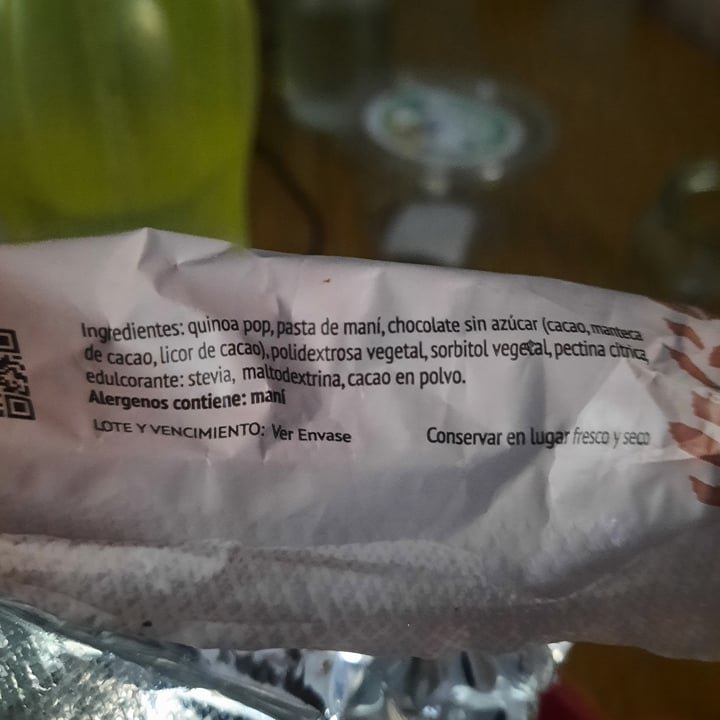 Ingredientes: quinoa pop, pasta de maní, chocolate sin azúcar (cacao, manteca
de cacao, licor de cacao), polidextrosa vegetal, sorbitol vegetal, pectina cítrica,
edulcorante: stevia, maltodextrina, cacao en polvo.
Alergenos contiene: maní
LOTE Y VENCIMIENTO: Ver Envase
Conservar en lugar fresco y seco